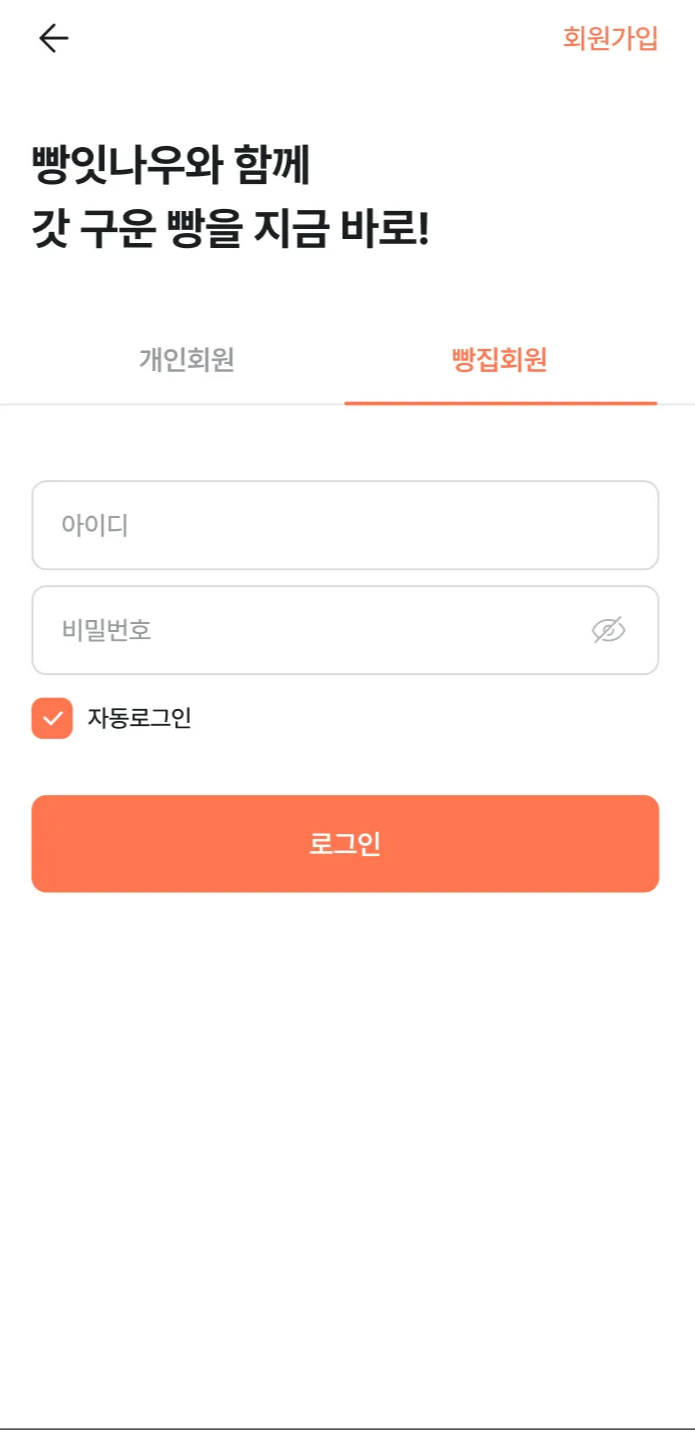 회원가입
빵잇나우와 함께
갓 구운 빵을 지금 바로!
개인회원 빵집회원
아이디
비밀번호
자동로그인
로그인